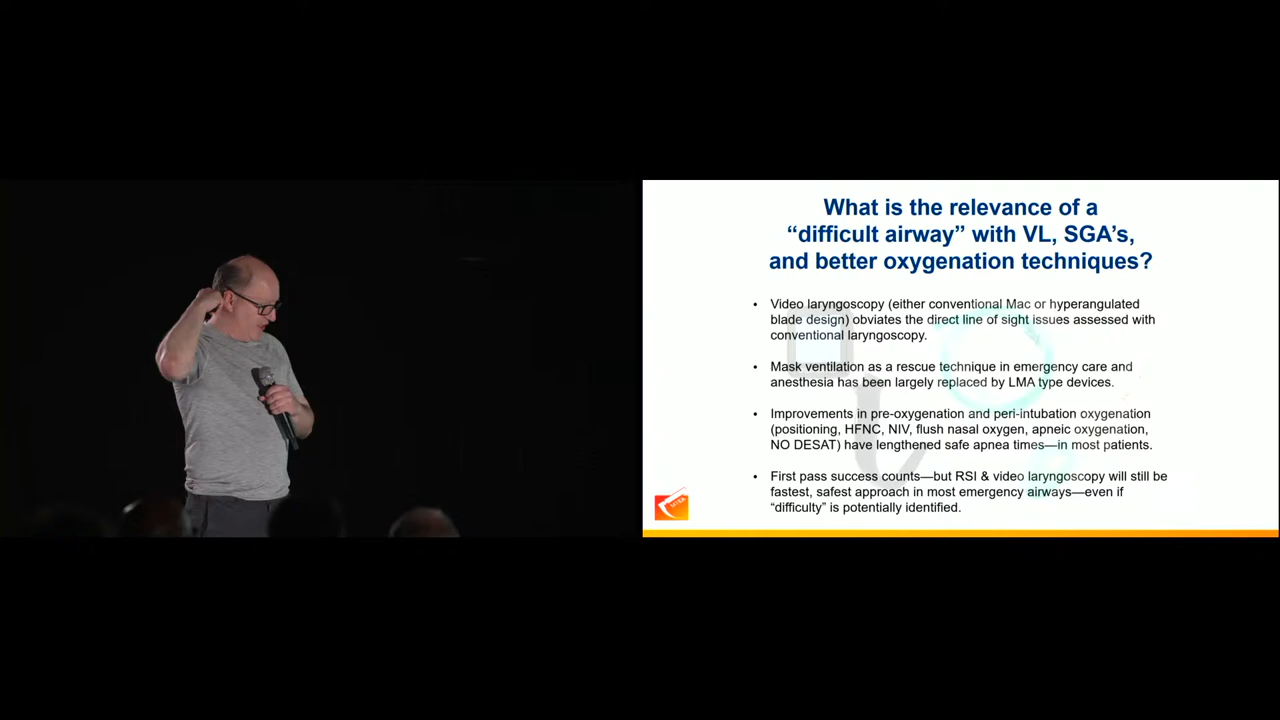 What is the relevance of a
“difficult airway” with VL, SGA’s,
and better oxygenation techniques?
• Video laryngoscopy (either conventional Mac or hyperangulated
blade design) obviates the direct line of sight issues assessed with
conventional laryngoscopy.
• Mask ventilation as a rescue technique in emergency care and
anesthesia has been largely replaced by LMA type devices.
• Improvements in pre-oxygenation and peri-intubation oxygenation
(positioning, HFNC, NIV, flush nasal oxygen, apneic oxygenation,
NO DESAT) have lengthened safe apnea times—in most patients.
• First pass success counts—but RSI & video laryngoscopy will still be
fastest, safest approach in most emergency airways—even if
“difficulty” is potentially identified.